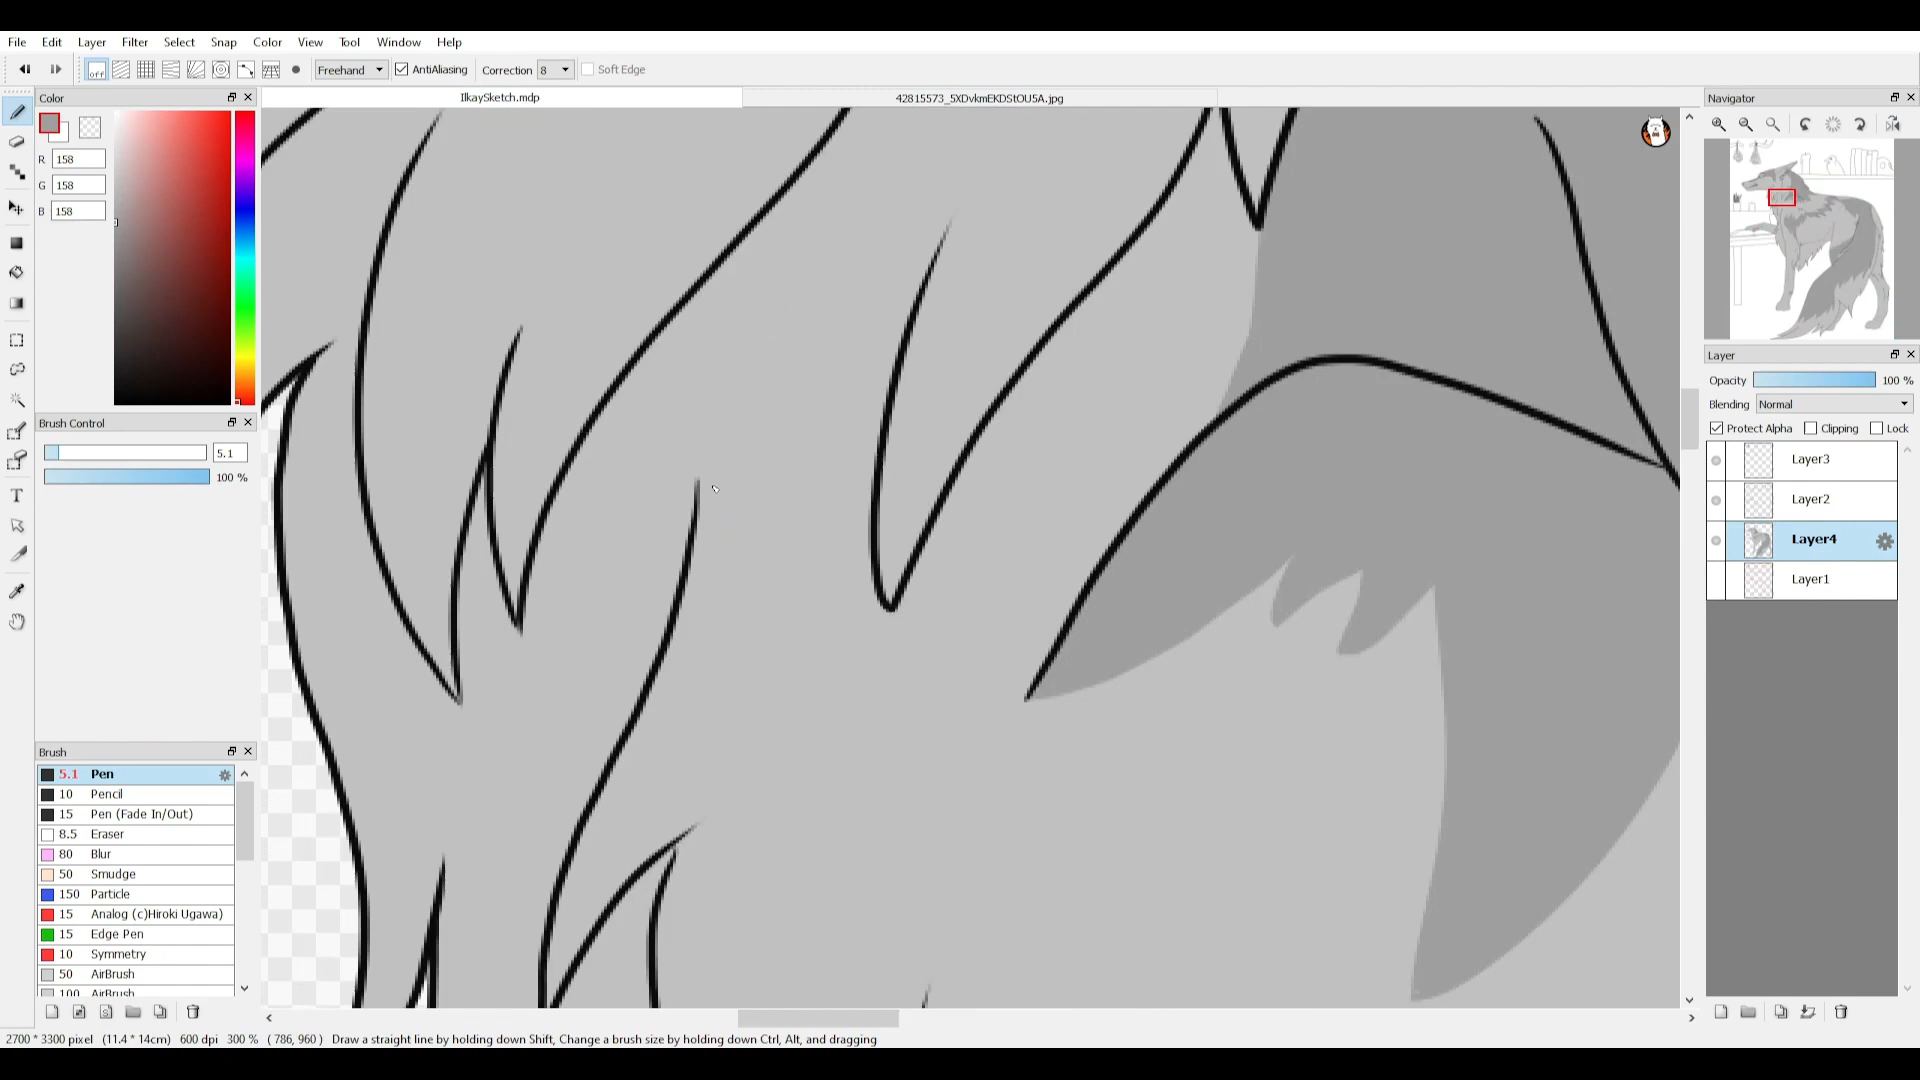 File Edit Layer Filter Select Snap Color View Tool Window Help
off Freehand AntiAliasing Correction 8 Soft Edge
Color
IlkaySketch.mdp
42815573_5XDvkmEKDStOU5A.jpg
Navigator
R 158
G 158
B 158
Brush Control
5.1
100 %
Brush
5.1 Pen
10 Pencil
15 Pen (Fade In/Out)
8.5 Eraser
80 Blur
50 Smudge
150 Particle
15 Analog (c)Hiroki Ugawa)
15 Edge Pen
10 Symmetry
50 AirBrush
100 AirBrush
Layer
Opacity 100 %
Blending Normal
Protect Alpha Clipping Lock
Layer3
Layer2
Layer4
Layer1
2700 * 3300 pixel (11.4 * 14cm) 600 dpi 300 % ( 786, 960 ) Draw a straight line by holding down Shift, Change a brush size by holding down Ctrl, Alt, and dragging